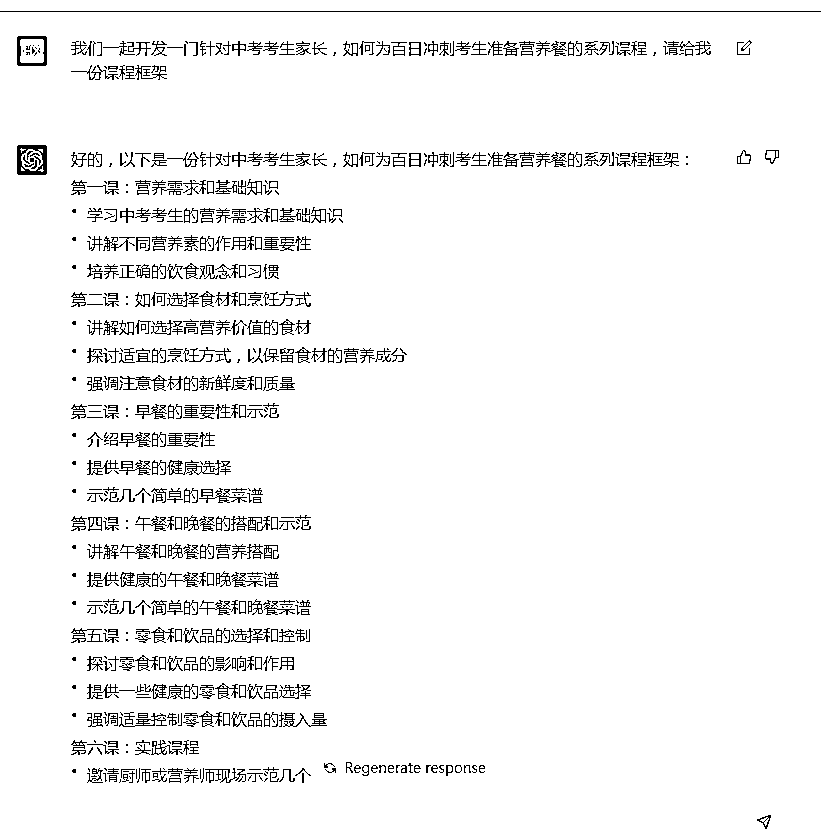 我们一起开发一门针对中考考生家长，如何为百日冲刺考生准备营养餐的系列课程，请给我
一份课程框架
好的，以下是一份针对中考考生家长，如何为百日冲刺考生准备营养餐的系列课程框架：
第一课：营养需求和基础知识
• 学习中考考生的营养需求和基础知识
• 讲解不同营养素的作用和重要性
• 培养正确的饮食观念和习惯
第二课：如何选择食材和烹饪方式
• 讲解如何选择高营养价值的食材
• 探讨适宜的烹饪方式，以保留食材的营养成分
• 强调注意食材的新鲜度和质量
第三课：早餐的重要性和示范
• 介绍早餐的重要性
• 提供早餐的健康选择
• 示范几个简单的早餐菜谱
第四课：午餐和晚餐的搭配和示范
• 讲解午餐和晚餐的营养搭配
• 提供健康的午餐和晚餐菜谱
• 示范几个简单的午餐和晚餐菜谱
第五课：零食和饮品的选择和控制
• 探讨零食和饮品的影响和作用
• 提供一些健康的零食和饮品选择
• 强调适量控制零食和饮品的摄入量
第六课：实践课程
• 邀请厨师或营养师现场示范几个
Regenerate response